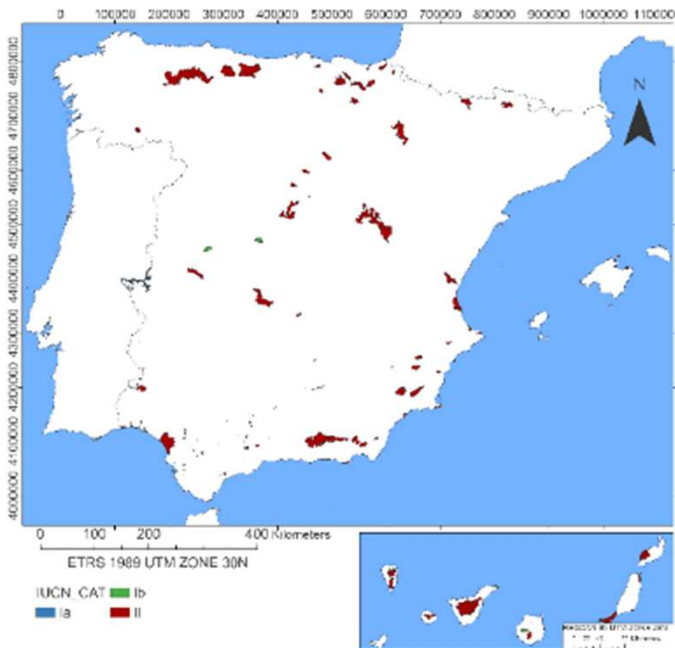 0 100000 200000 300000 400000 500000 600000 700000 800000 900000 1000000 1100000
4800000
4700000
4600000
4500000
4400000
4300000
4200000
4100000
4000000
N
0 100 200 400 Kilometers
ETRS 1989 UTM ZONE 30N
IUCN_CAT Ib
Ia II